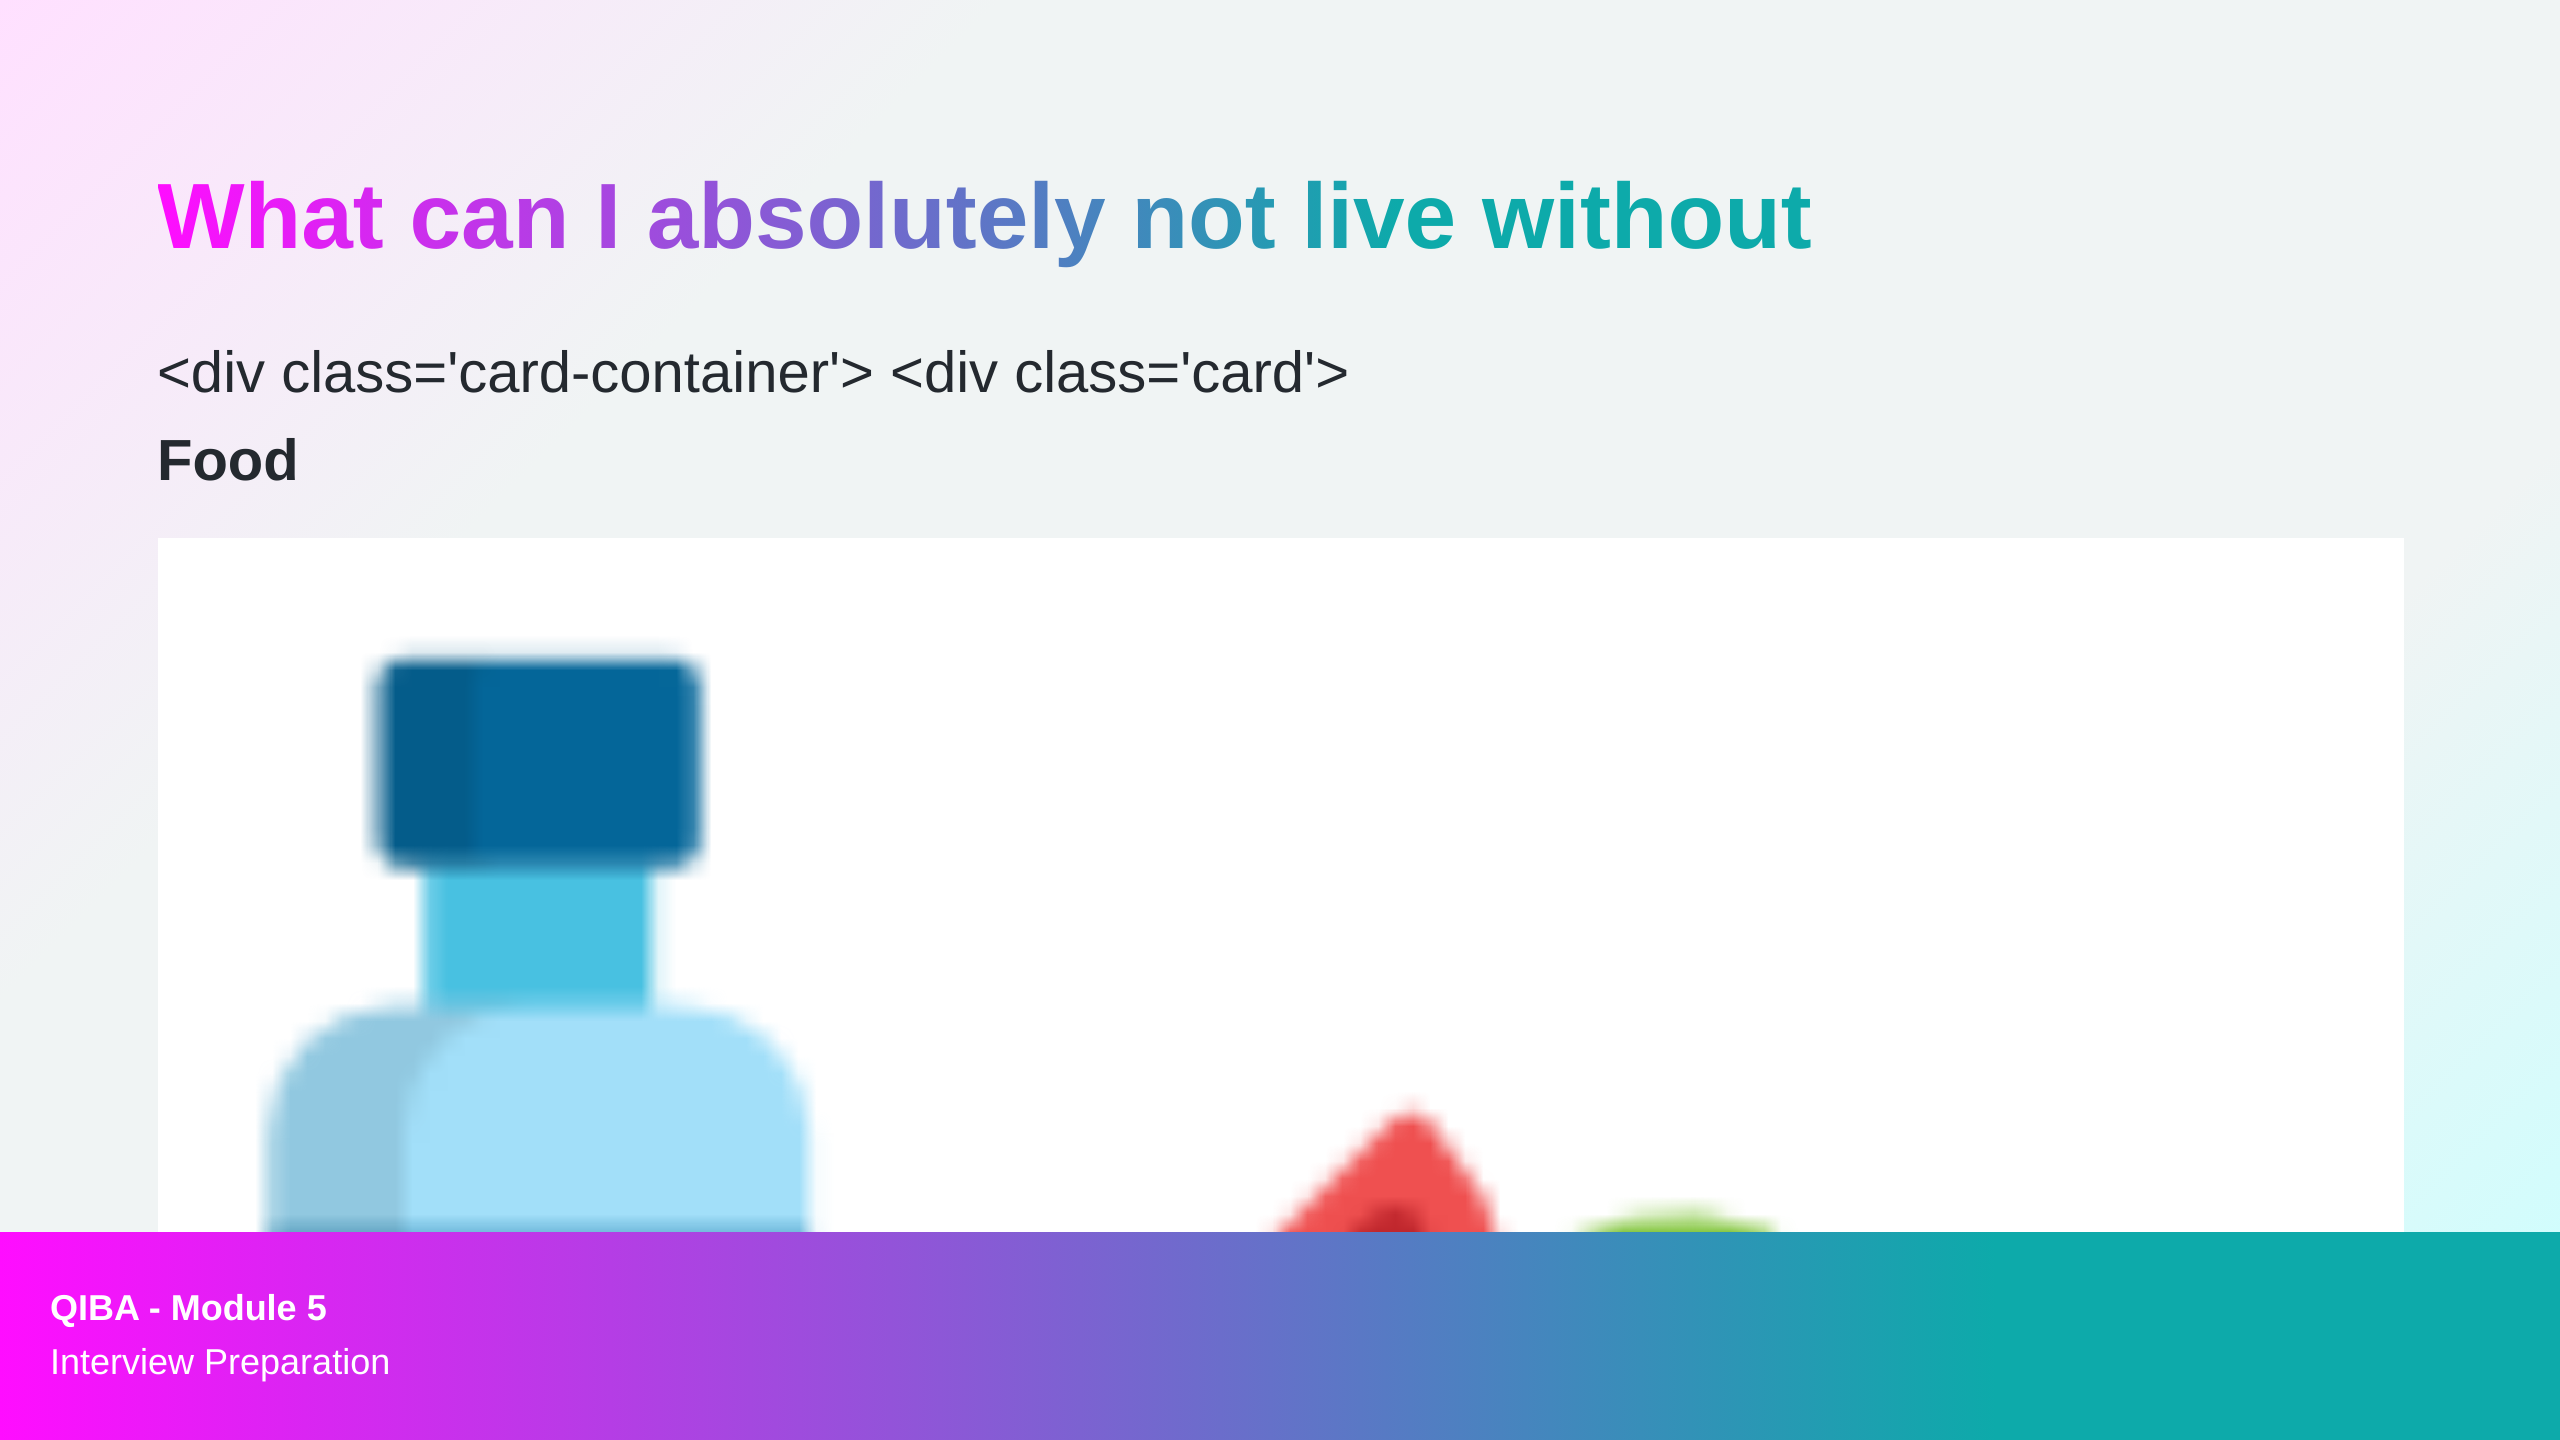 What can I absolutely not live without
<div class='card-container'> <div class='card'>
Food
QIBA - Module 5
Interview Preparation